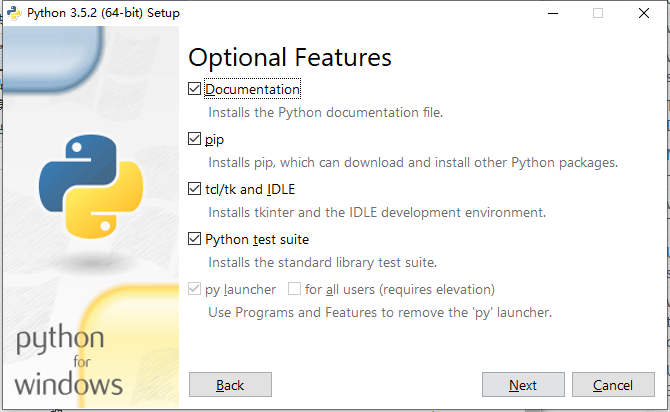 Python 3.5.2 (64-bit) Setup
Optional Features
Documentation
Installs the Python documentation file.
pip
Installs pip, which can download and install other Python packages.
tcl/tk and IDLE
Installs tkinter and the IDLE development environment.
Python test suite
Installs the standard library test suite.
py launcher for all users (requires elevation)
Use Programs and Features to remove the 'py' launcher.
python
for
windows
Back Next Cancel